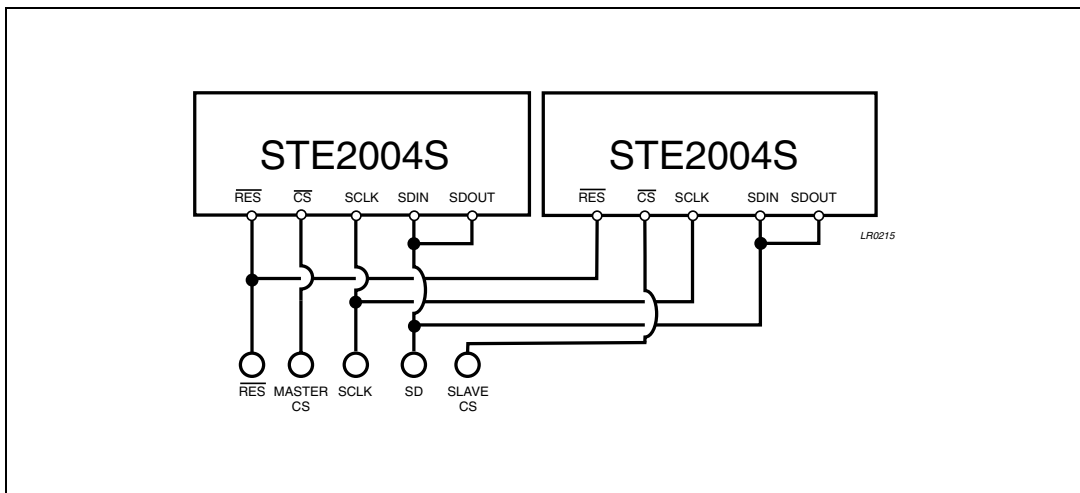 STE2004S STE2004S
RES CS SCLK SDIN SDOUT RES CS SCLK SDIN SDOUT
LR0215
RES MASTER CS SCLK SD SLAVE CS